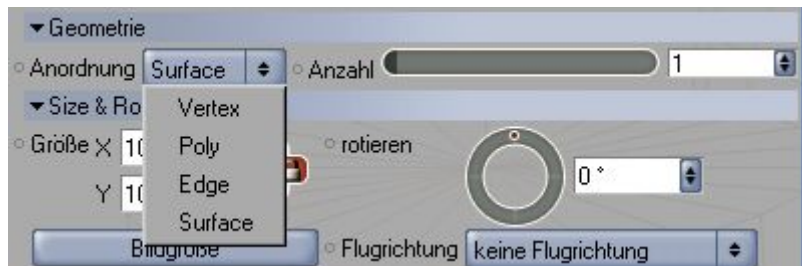 Geometrie
Anordnung Surface Anzahl 1
Size & Ro
Vertex
Größe X 10 Poly rotieren
Y 10 Edge 0 °
Surface
Bildgröße Flugrichtung keine Flugrichtung